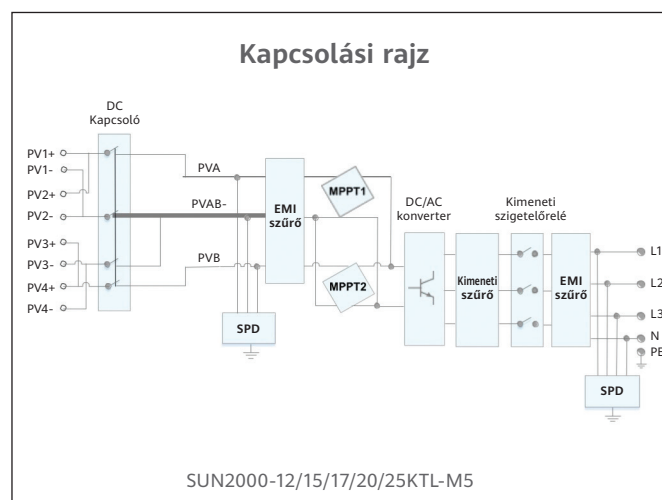 Kapcsolási rajz
DC
Kapcsoló
PV1+
PV1-
PV2+
PV2-
PV3+
PV3-
PV4+
PV4-
PVA
PVAB-
PVB
EMI
szűrő
MPPT1
MPPT2
SPD
DC/AC
konverter
Kimeneti
szűrő
Kimeneti
szigetelőrelé
EMI
szűrő
L1
L2
L3
N
PE
SPD
SUN2000-12/15/17/20/25KTL-M5